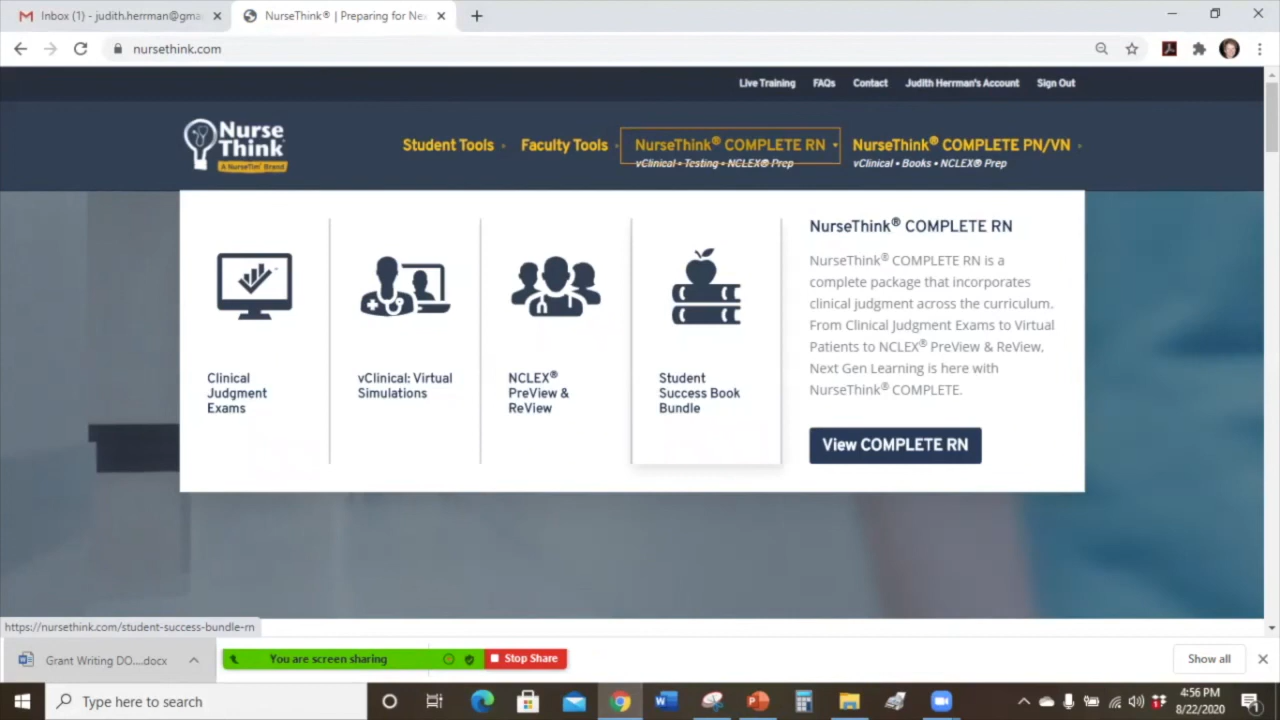 Inbox (1) - judith.herrman@gma
NurseThink® | Preparing for Nex
nursethink.com
Live Training FAQs Contact Judith Herrman's Account Sign Out
Nurse
Think
A NurseTim Brand
Student Tools
Faculty Tools
NurseThink® COMPLETE RN
vClinical • Testing • NCLEX® Prep
NurseThink® COMPLETE PN/VN
vClinical • Books • NCLEX® Prep
Clinical
Judgment
Exams
vClinical: Virtual
Simulations
NCLEX®
PreView &
ReView
Student
Success Book
Bundle
NurseThink® COMPLETE RN
NurseThink® COMPLETE RN is a
complete package that incorporates
clinical judgment across the curriculum.
From Clinical Judgment Exams to Virtual
Patients to NCLEX® PreView & ReView,
Next Gen Learning is here with
NurseThink® COMPLETE.
View COMPLETE RN
https://nursethink.com/student-success-bundle-rn
Grant Writing DO....docx
You are screen sharing
Stop Share
Show all
Type here to search
4:56 PM
8/22/2020
1